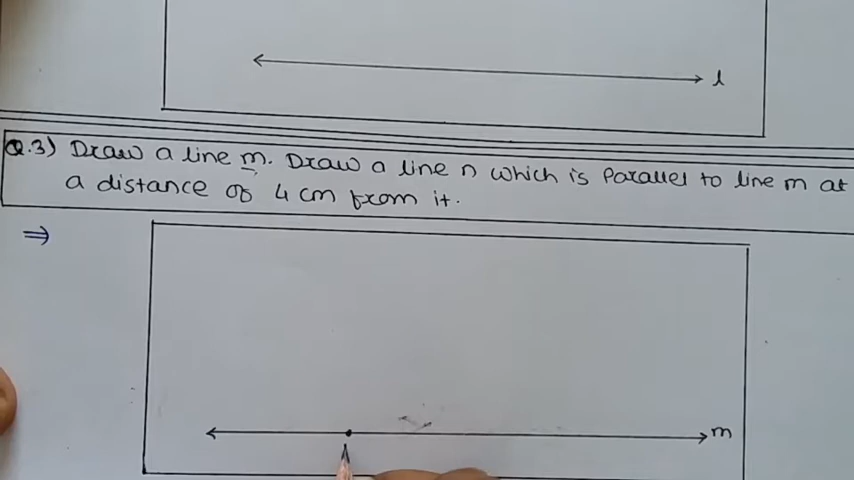 l
Q.3) Draw a line m. Draw a line n which is Parallel to line m at
a distance of 4 cm from it.
⇒
m